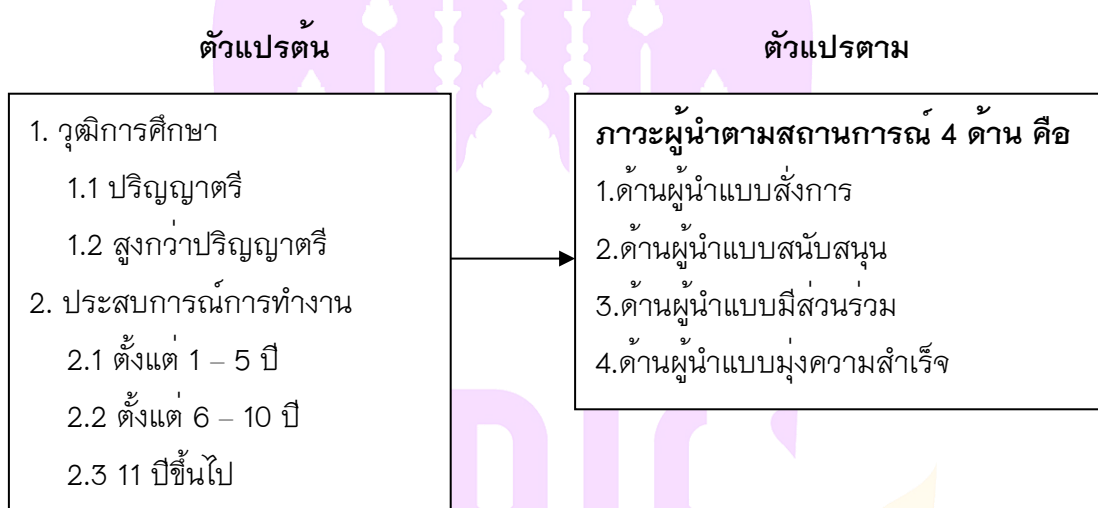 ตัวแปรต้น
1. วุฒิการศึกษา
1.1 ปริญญาตรี
1.2 สูงกว่าปริญญาตรี
2. ประสบการณ์การทำงาน
2.1 ตั้งแต่ 1 – 5 ปี
2.2 ตั้งแต่ 6 – 10 ปี
2.3 11 ปีขึ้นไป
ตัวแปรตาม
ภาวะผู้นำตามสถานการณ์ 4 ด้าน คือ
1.ด้านผู้นำแบบสั่งการ
2.ด้านผู้นำแบบสนับสนุน
3.ด้านผู้นำแบบมีส่วนร่วม
4.ด้านผู้นำแบบมุ่งความสำเร็จ